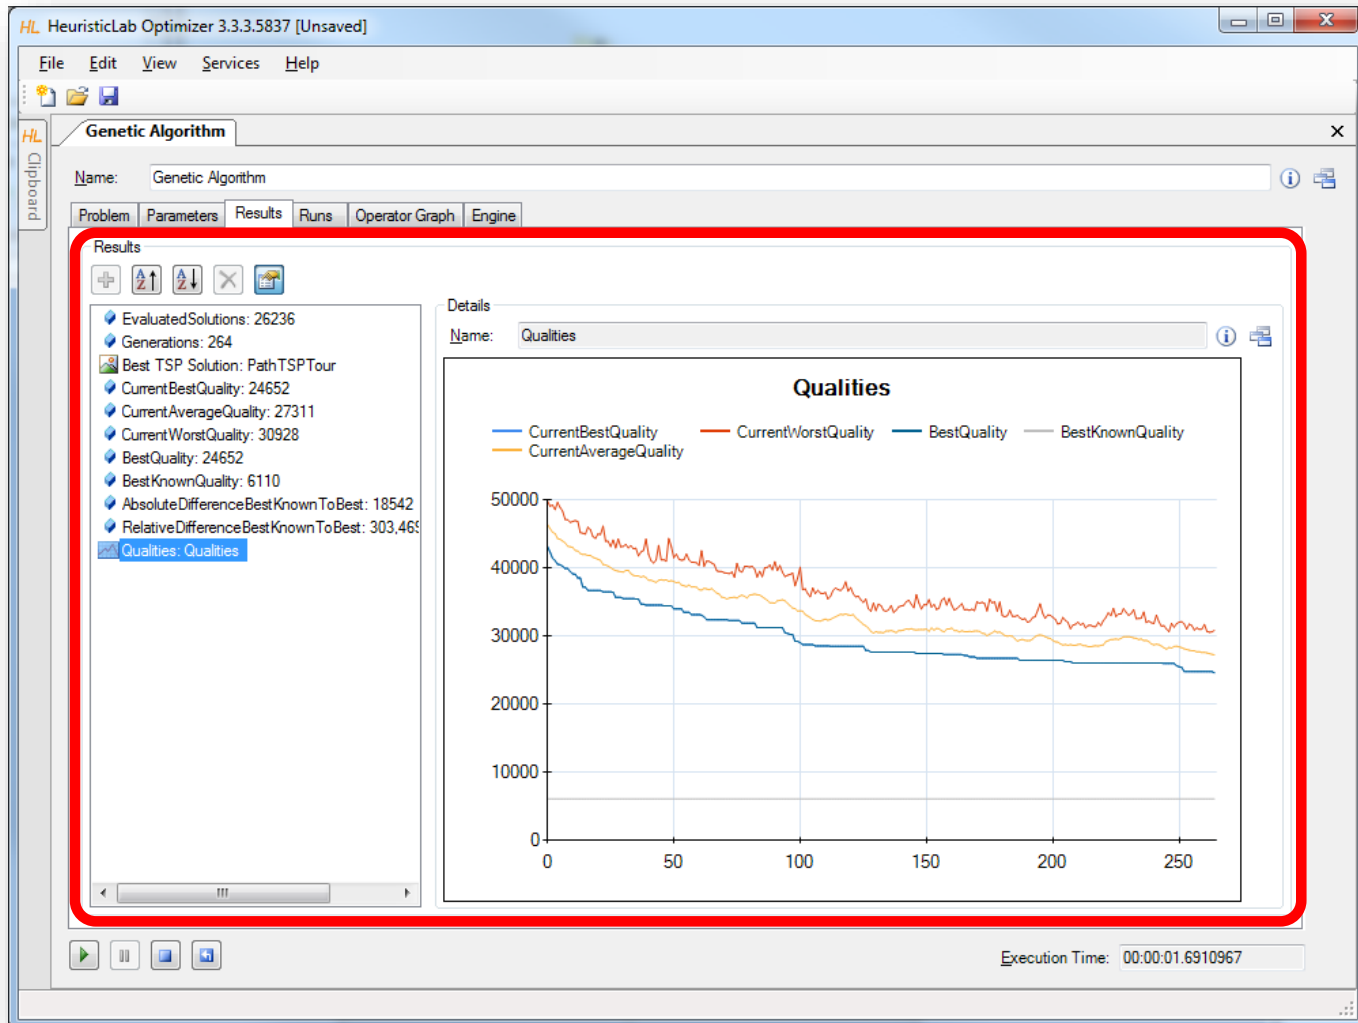 HL HeuristicLab Optimizer 3.3.3.5837 [Unsaved]
File Edit View Services Help
HL Clipboard
Genetic Algorithm
Name: Genetic Algorithm
Problem Parameters Results Runs Operator Graph Engine
Results
EvaluatedSolutions: 26236
Generations: 264
Best TSP Solution: PathTSPTour
CurrentBestQuality: 24652
CurrentAverageQuality: 27311
CurrentWorstQuality: 30928
BestQuality: 24652
BestKnownQuality: 6110
AbsoluteDifferenceBestKnownToBest: 18542
RelativeDifferenceBestKnownToBest: 303,46
Qualities: Qualities
Details
Name: Qualities
Qualities
CurrentBestQuality CurrentWorstQuality BestQuality BestKnownQuality
CurrentAverageQuality
50000
40000
30000
20000
10000
0
0 50 100 150 200 250
Execution Time: 00:00:01.6910967